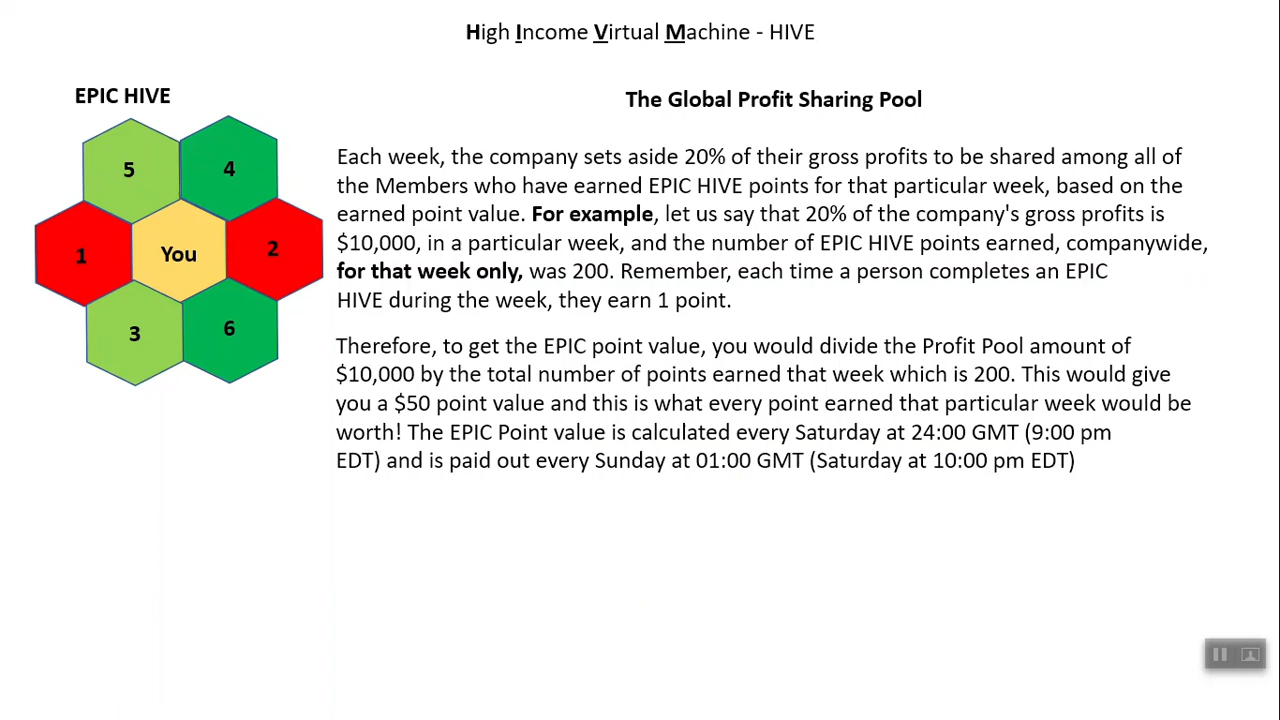 High Income Virtual Machine - HIVE
EPIC HIVE
The Global Profit Sharing Pool
5
4
1
You
2
3
6
Each week, the company sets aside 20% of their gross profits to be shared among all of
the Members who have earned EPIC HIVE points for that particular week, based on the
earned point value. For example, let us say that 20% of the company's gross profits is
$10,000, in a particular week, and the number of EPIC HIVE points earned, companywide,
for that week only, was 200. Remember, each time a person completes an EPIC
HIVE during the week, they earn 1 point.
Therefore, to get the EPIC point value, you would divide the Profit Pool amount of
$10,000 by the total number of points earned that week which is 200. This would give
you a $50 point value and this is what every point earned that particular week would be
worth! The EPIC Point value is calculated every Saturday at 24:00 GMT (9:00 pm
EDT) and is paid out every Sunday at 01:00 GMT (Saturday at 10:00 pm EDT)